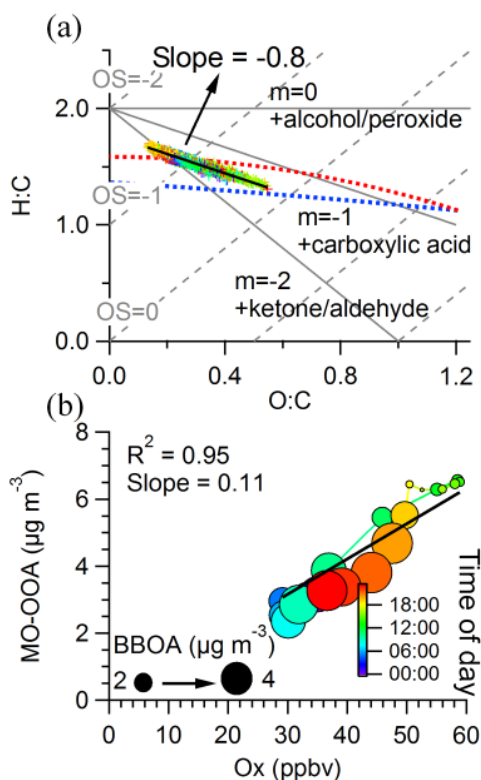 (a)
Slope = -0.8
OS=-2
m=0
+alcohol/peroxide
2.0
OS=-1
H:C
1.0
m=-1
+carboxylic acid
m=-2
+ketone/aldehyde
OS=0
0.0
0.0 0.4 0.8 1.2
O:C
(b)
8
R² = 0.95
Slope = 0.11
6
MO-OOA (µg m⁻³)
4
2
0
18:00
12:00
06:00
00:00
Time of day
BBOA (µg m⁻³)
2 4
0 10 20 30 40 50 60
Ox (ppbv)